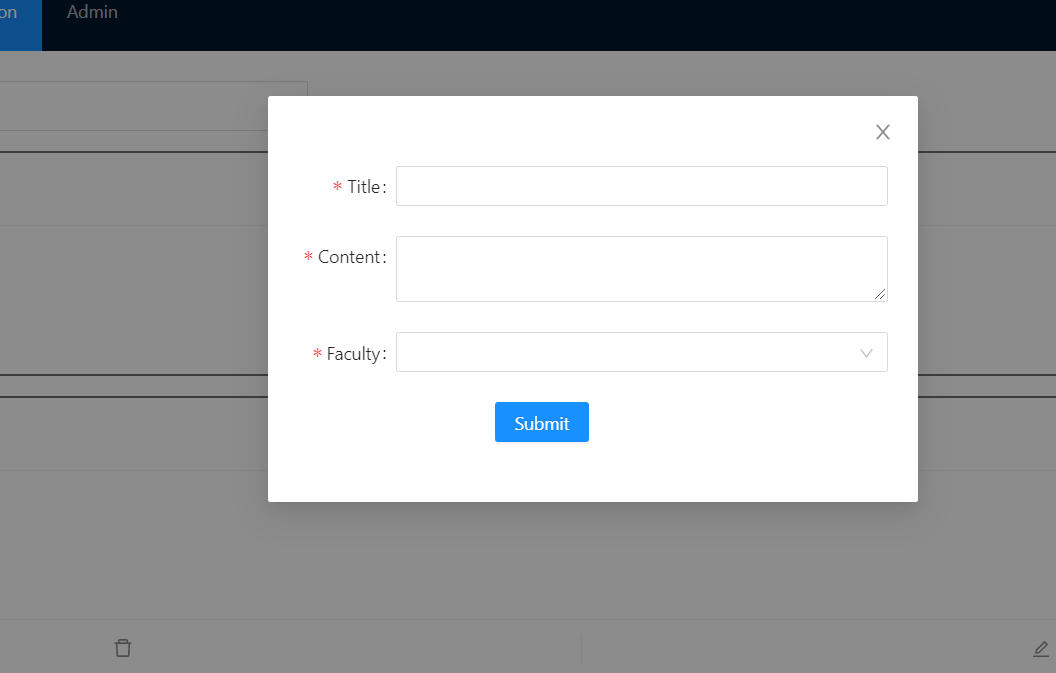 on Admin
* Title:
* Content:
* Faculty:
Submit